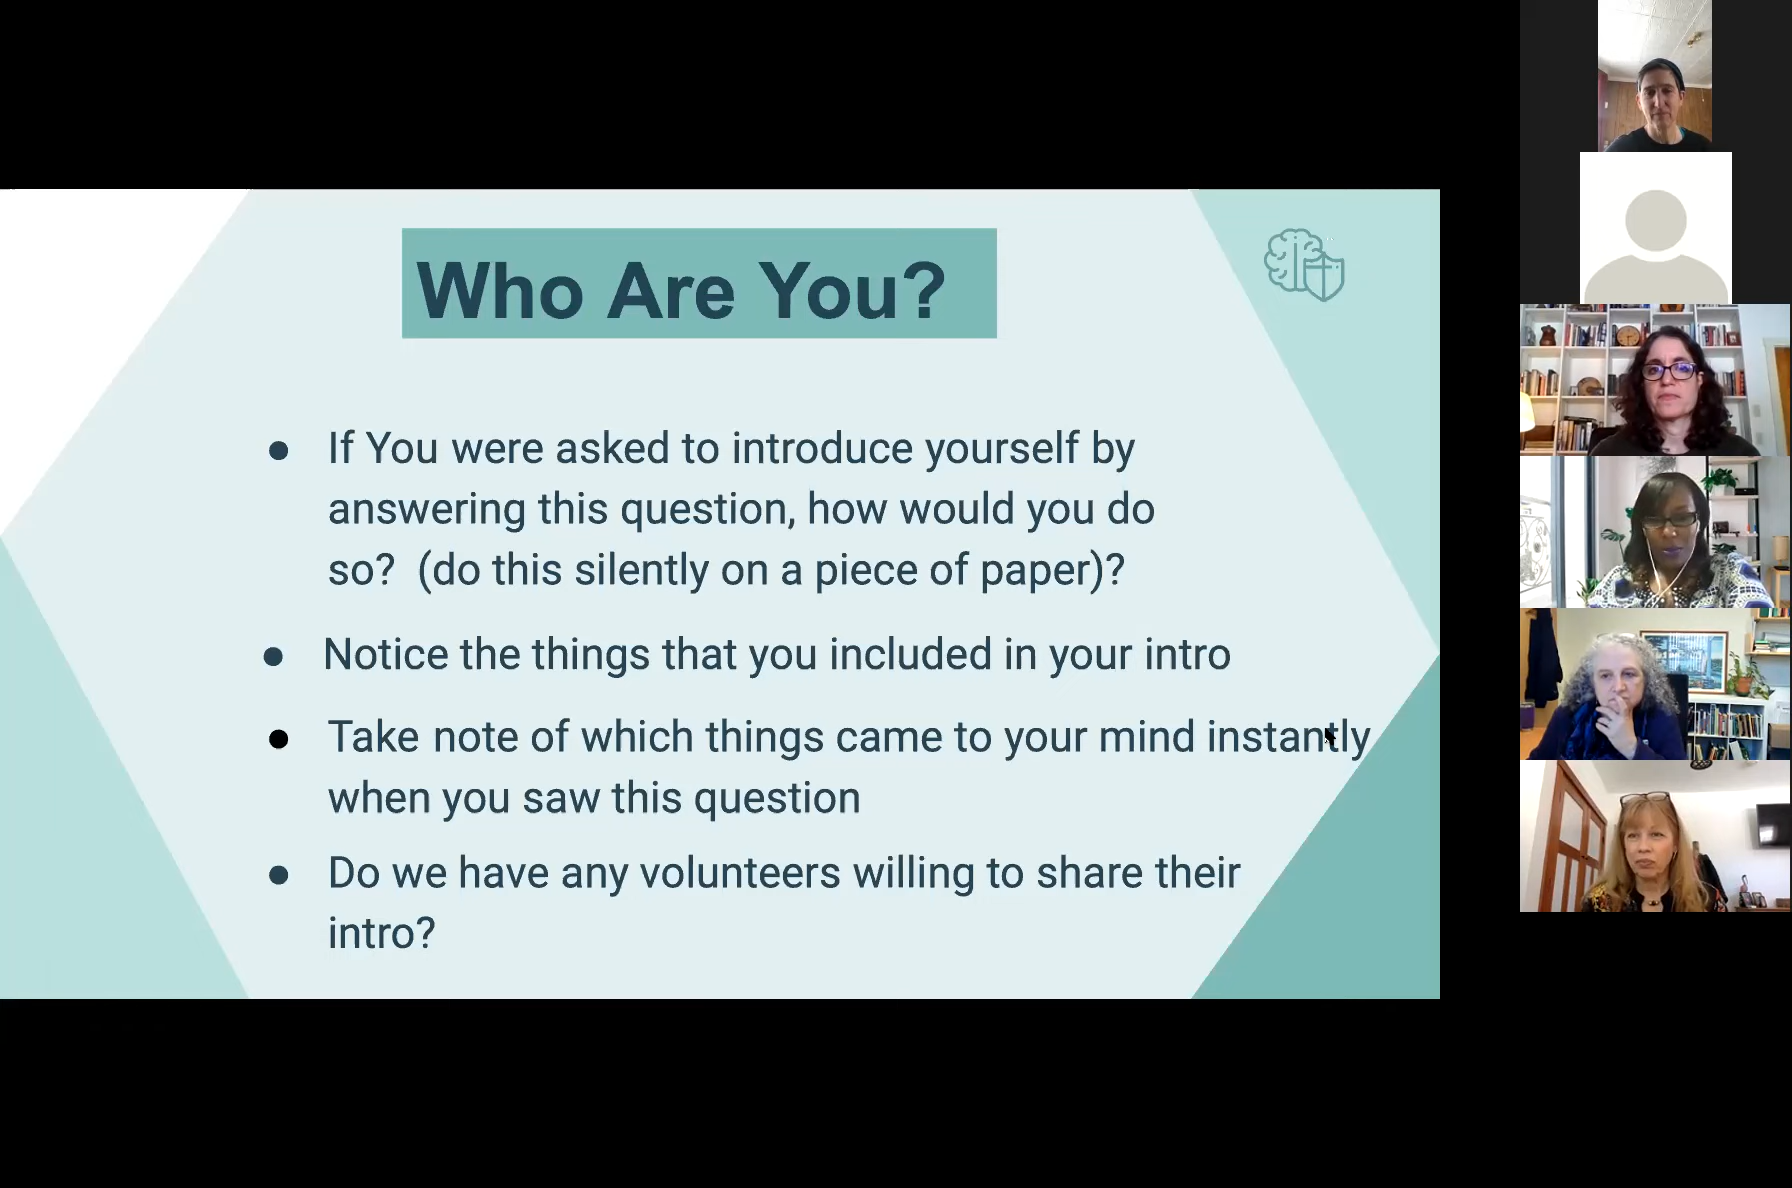 Who Are You?
● If You were asked to introduce yourself by
answering this question, how would you do
so?  (do this silently on a piece of paper)?
● Notice the things that you included in your intro
● Take note of which things came to your mind instantly
when you saw this question
● Do we have any volunteers willing to share their
intro?